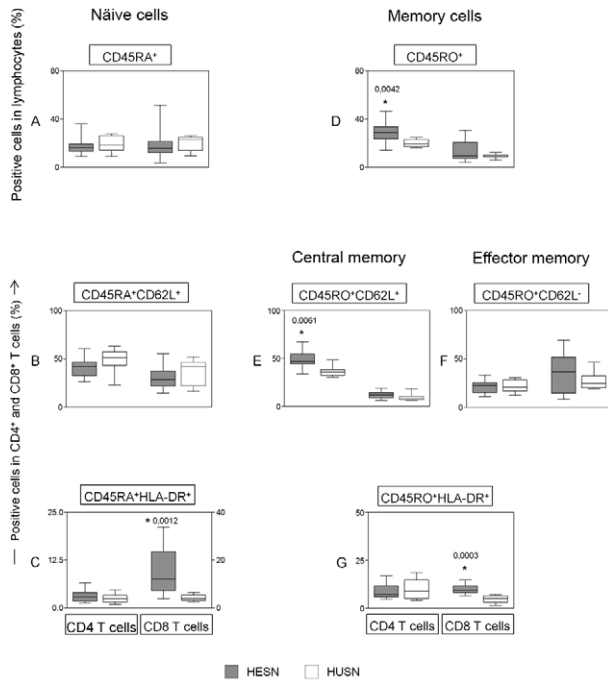 Näive cells
Memory cells
Positive cells in lymphocytes (%)
CD45RA⁺
CD45RO⁺
A
80
40
0
D
80
40
0
0,0042
*
Central memory
Effector memory
— Positive cells in CD4⁺ and CD8⁺ T cells (%) →
CD45RA⁺CD62L⁺
CD45RO⁺CD62L⁺
CD45RO⁺CD62L⁻
B
100
50
0
E
100
50
0
0,0061
*
F
100
50
0
CD45RA⁺HLA-DR⁺
CD45RO⁺HLA-DR⁺
C
25.0
12.5
0.0
* 0,0012
40
20
0
G
50
25
0
0,0003
*
CD4 T cells
CD8 T cells
CD4 T cells
CD8 T cells
HESN
HUSN